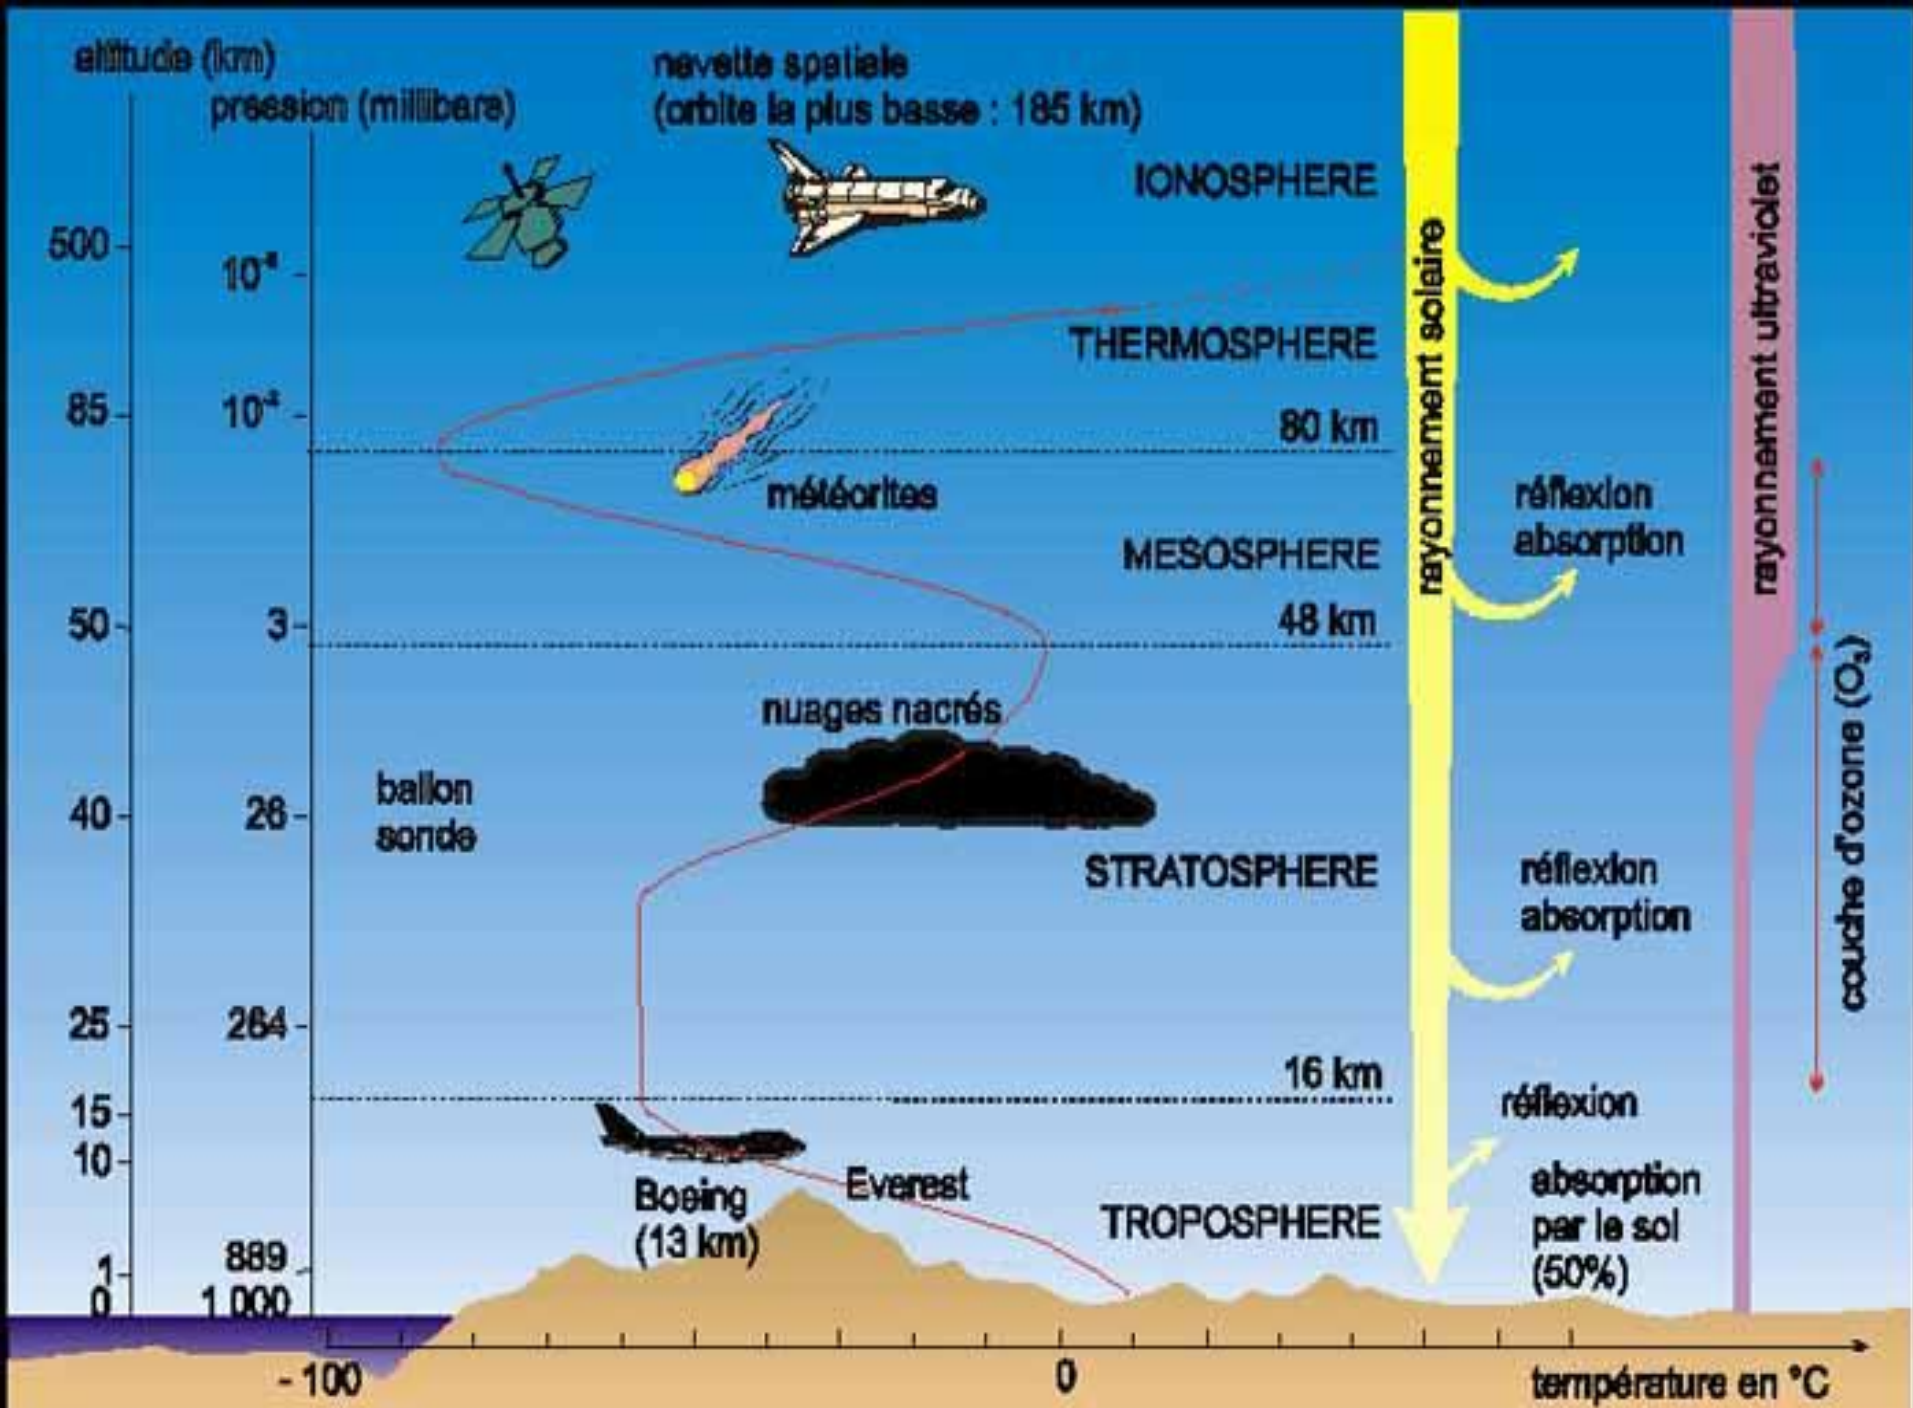 altitude (km)
pression (millibars)
navette spatiale
(orbite la plus basse : 185 km)
IONOSPHERE
500
10⁻⁸
THERMOSPHERE
85
80 km
météorites
MESOSPHERE
50
3
48 km
nuages nacrés
ballon
sonde
40
26
STRATOSPHERE
25
264
16 km
15
10
Boeing
(13 km)
Everest
TROPOSPHERE
1
889
0
1 000
- 100
0
température en °C
rayonnement solaire
réflexion
absorption
réflexion
absorption
réflexion
absorption
par le sol
(50%)
rayonnement ultraviolet
couche d'ozone (O₃)